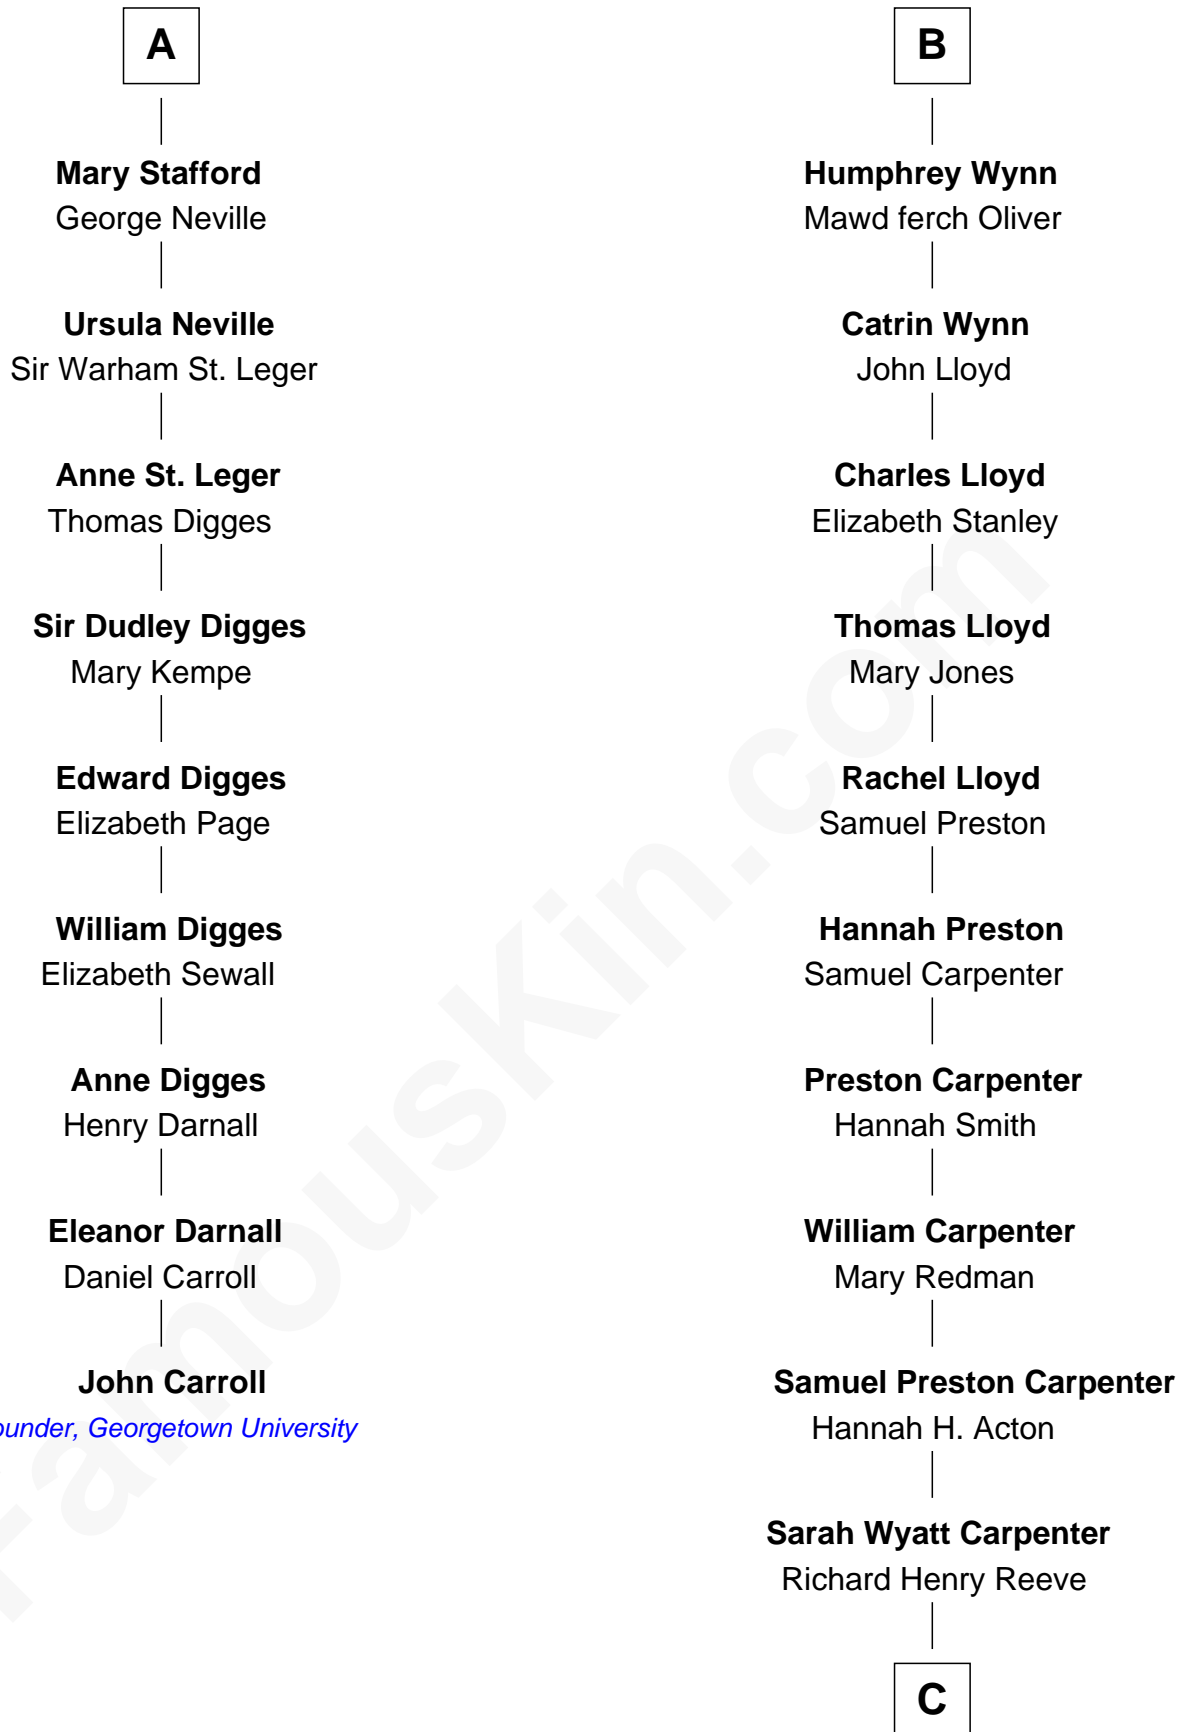 A
Mary Stafford
George Neville
Ursula Neville
Sir Warham St. Leger
Anne St. Leger
Thomas Digges
Sir Dudley Digges
Mary Kempe
Edward Digges
Elizabeth Page
William Digges
Elizabeth Sewall
Anne Digges
Henry Darnall
Eleanor Darnall
Daniel Carroll
John Carroll
ounder, Georgetown University
B
Humphrey Wynn
Mawd ferch Oliver
Catrin Wynn
John Lloyd
Charles Lloyd
Elizabeth Stanley
Thomas Lloyd
Mary Jones
Rachel Lloyd
Samuel Preston
Hannah Preston
Samuel Carpenter
Preston Carpenter
Hannah Smith
William Carpenter
Mary Redman
Samuel Preston Carpenter
Hannah H. Acton
Sarah Wyatt Carpenter
Richard Henry Reeve
C
FamousKin.com